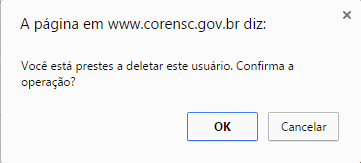 A página em www.corensc.gov.br diz:
Você está prestes a deletar este usuário. Confirma a
operação?
OK Cancelar